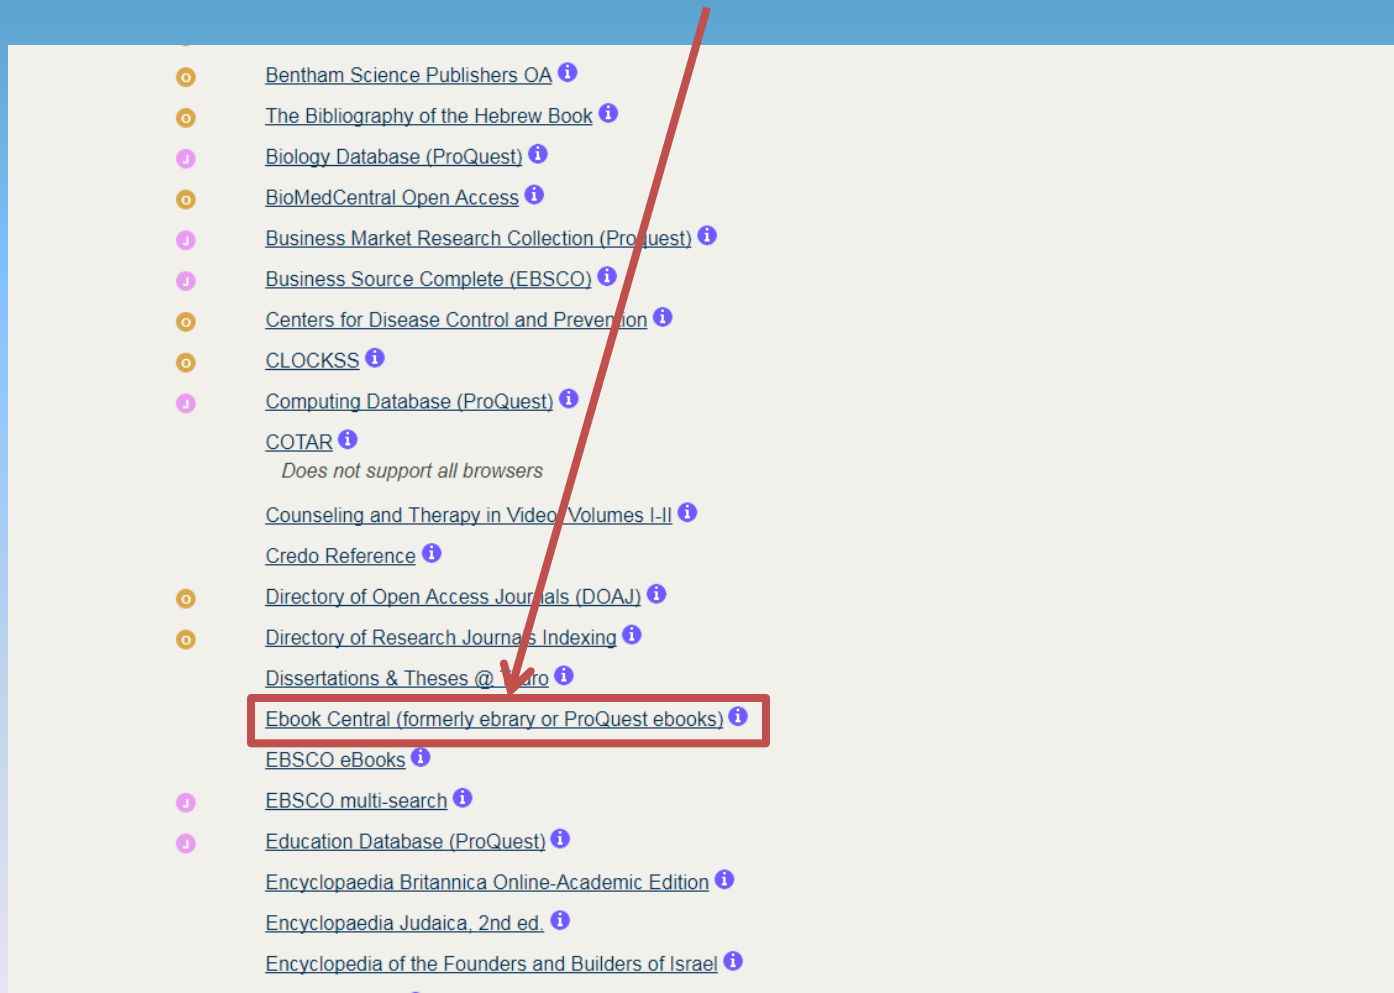 O Bentham Science Publishers OA i
O The Bibliography of the Hebrew Book i
J Biology Database (ProQuest) i
O BioMedCentral Open Access i
J Business Market Research Collection (Proquest) i
J Business Source Complete (EBSCO) i
O Centers for Disease Control and Prevention i
O CLOCKSS i
J Computing Database (ProQuest) i
COTAR i
Does not support all browsers
Counseling and Therapy in Video, Volumes I-II i
Credo Reference i
O Directory of Open Access Journals (DOAJ) i
O Directory of Research Journals Indexing i
Dissertations & Theses @ Touro i
Ebook Central (formerly ebrary or ProQuest ebooks) i
EBSCO eBooks i
J EBSCO multi-search i
J Education Database (ProQuest) i
Encyclopaedia Britannica Online-Academic Edition i
Encyclopaedia Judaica, 2nd ed. i
Encyclopedia of the Founders and Builders of Israel i